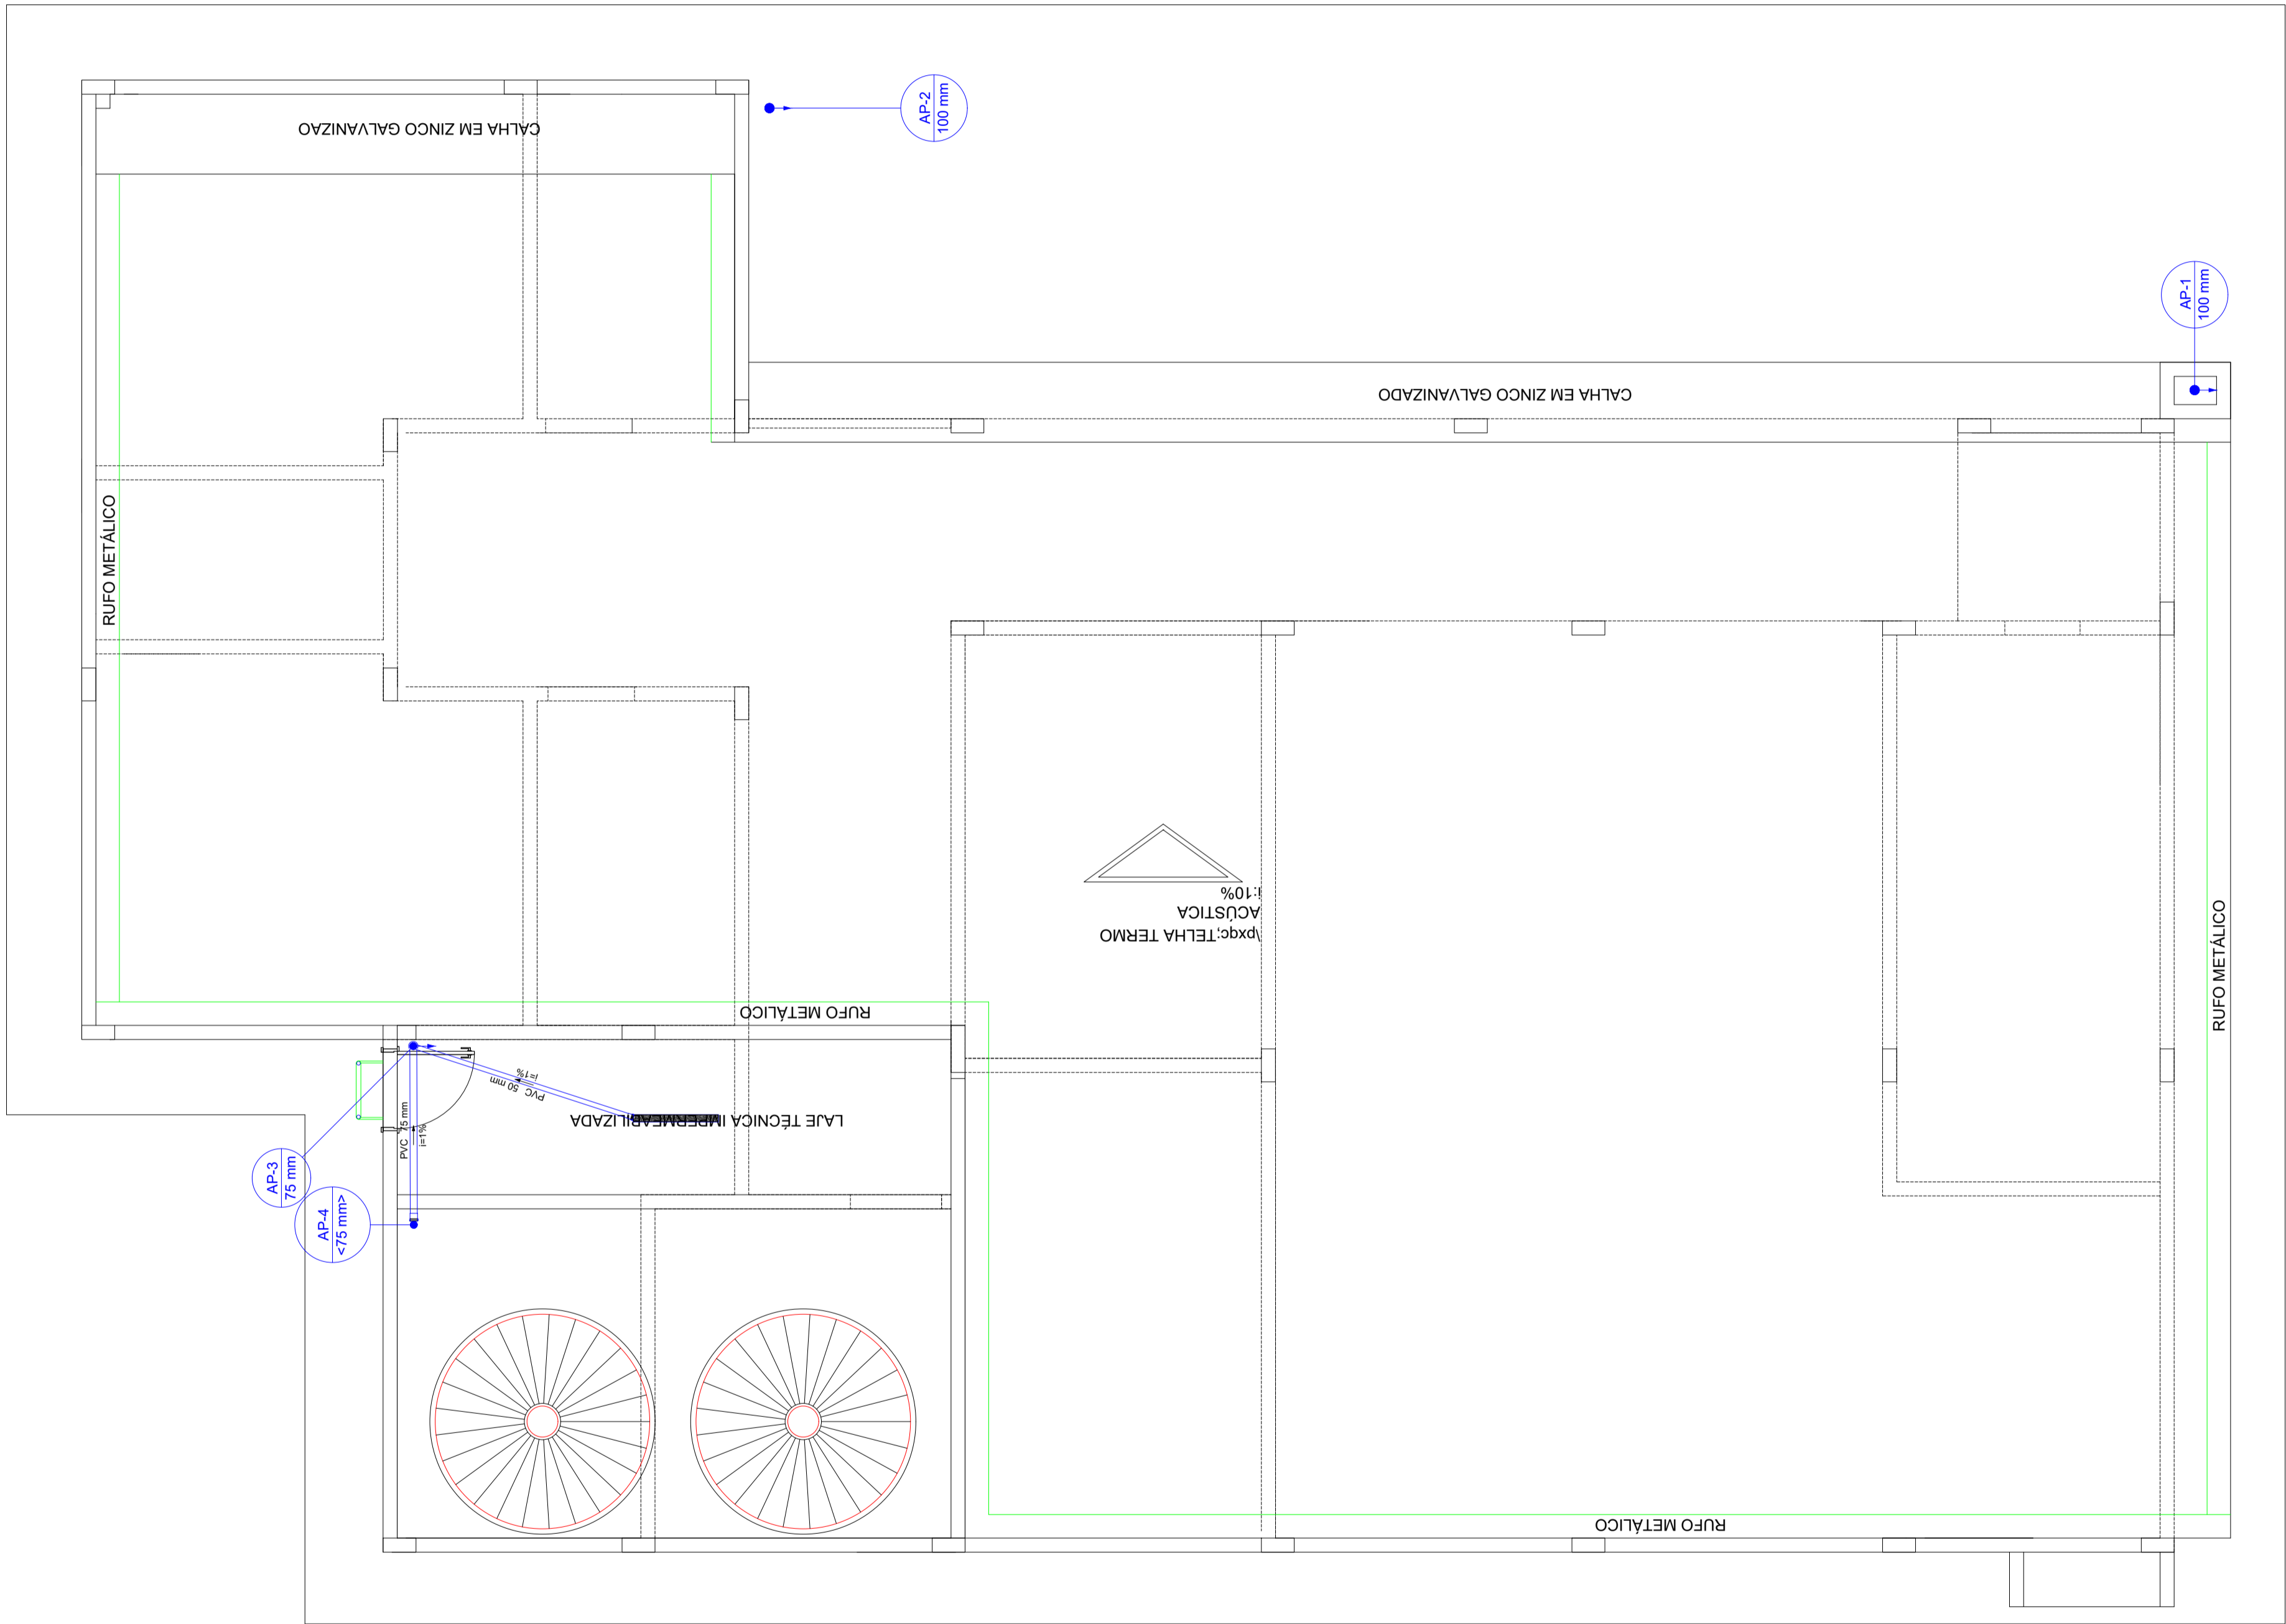 CALHA EM ZINCO GALVANIZAO
AP-2
100 mm
AP-1
100 mm
CALHA EM ZINCO GALVANIZADO
RUFO METÁLICO
\pxqc;TELHA TERMO
ACÚSTICA
i:10%
RUFO METÁLICO
RUFO METÁLICO
PVC 50 mm
i=1%
LAJE TÉCNICA IMPERMEABILIZADA
PVC 75 mm
i=1%
AP-3
75 mm
AP-4
<75 mm>
RUFO METÁLICO